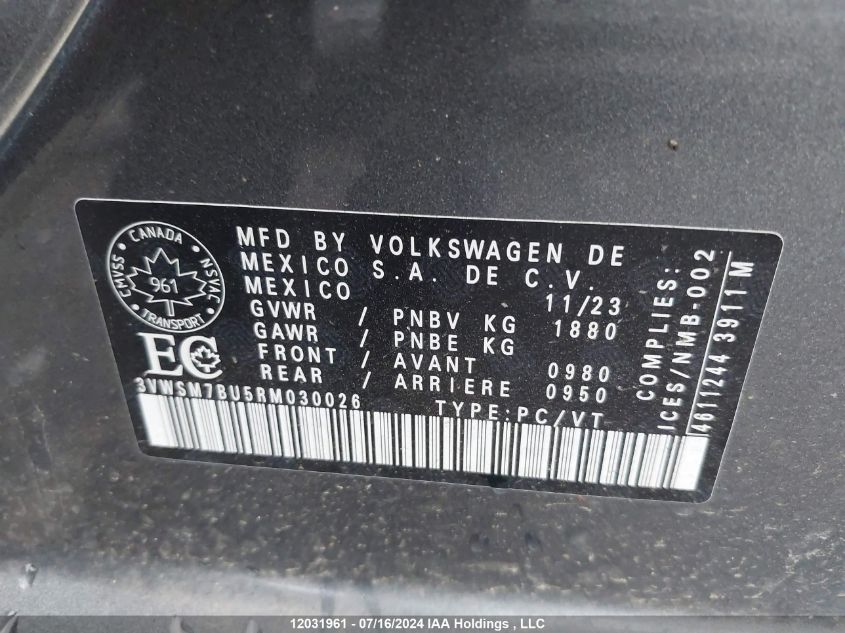 CANADA
CMVSS
NSVAC
961
TRANSPORT
EC
MFD BY VOLKSWAGEN DE
MEXICO S.A. DE C.V.
MEXICO 11/23
GVWR / PNBV KG 1880
GAWR / PNBE KG
FRONT / AVANT 0980
REAR / ARRIERE 0950
3VWSM7BU5RM030026 TYPE:PC/VT
COMPLIES:
ICES/NMB-002
4611244 3911M
12031961 - 07/16/2024 IAA Holdings , LLC